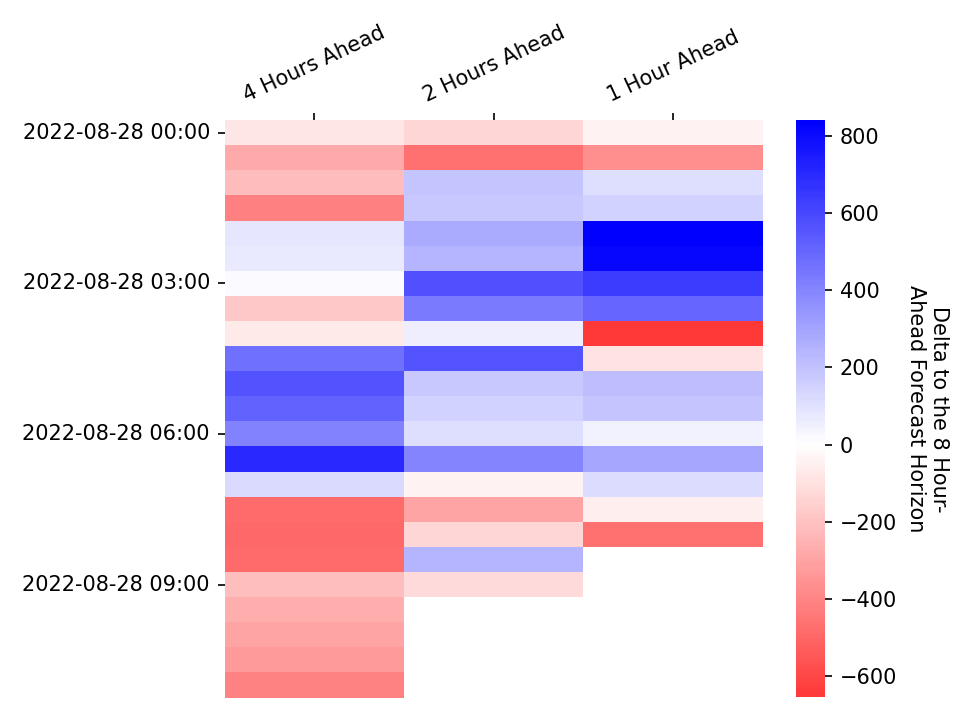 4 Hours Ahead
2 Hours Ahead
1 Hour Ahead
2022-08-28 00:00
2022-08-28 03:00
2022-08-28 06:00
2022-08-28 09:00
800
600
400
200
0
−200
−400
−600
Delta to the 8 Hour-
Ahead Forecast Horizon